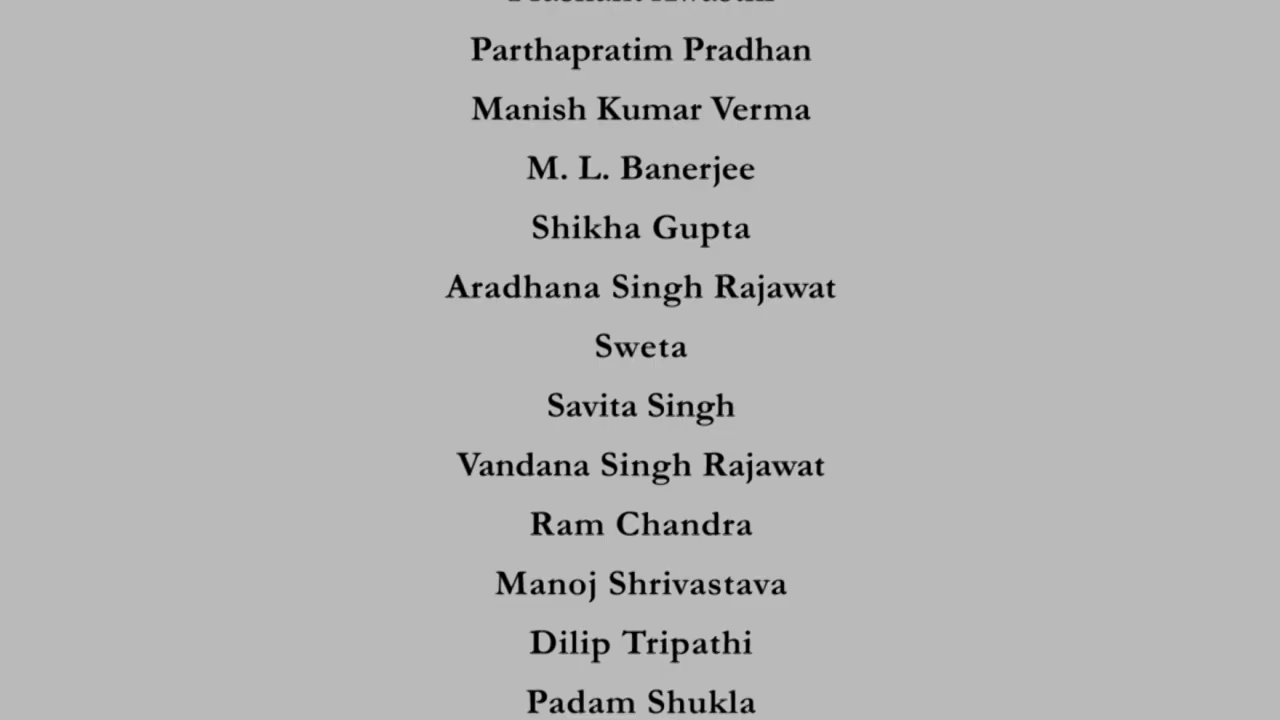 Parthapratim Pradhan
Manish Kumar Verma
M. L. Banerjee
Shikha Gupta
Aradhana Singh Rajawat
Sweta
Savita Singh
Vandana Singh Rajawat
Ram Chandra
Manoj Shrivastava
Dilip Tripathi
Padam Shukla